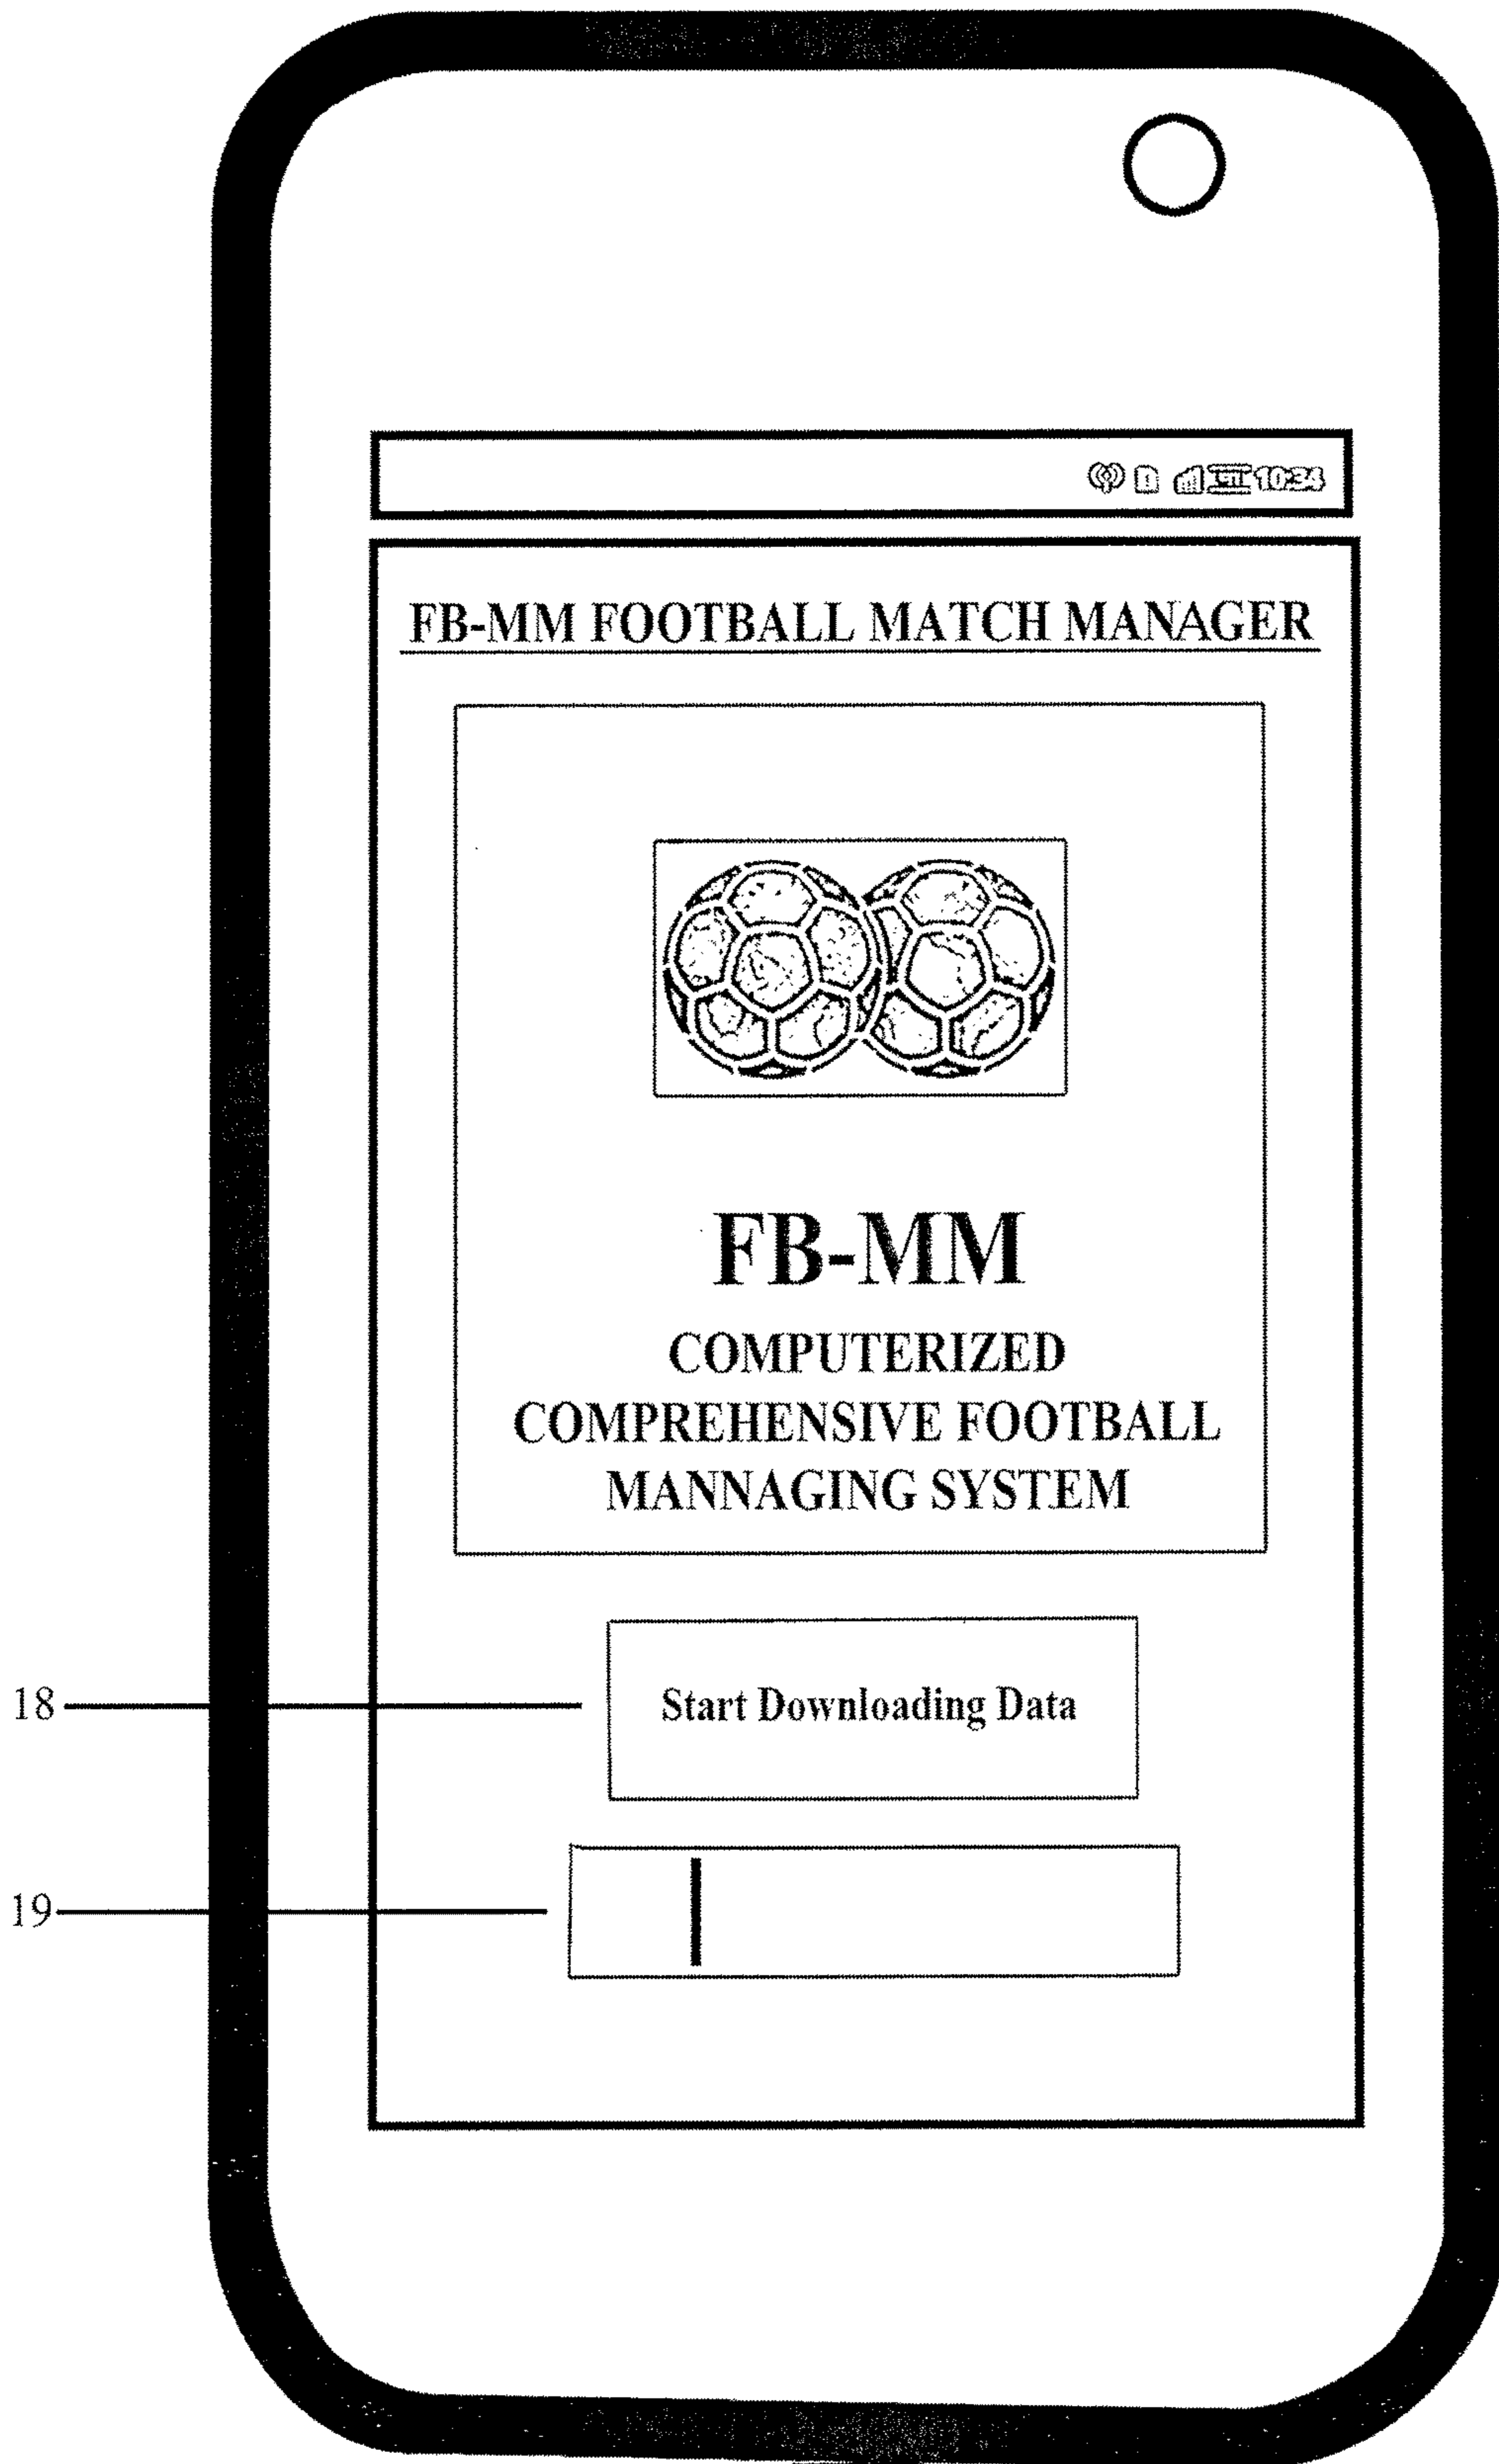 10:34
FB-MM FOOTBALL MATCH MANAGER
FB-MM
COMPUTERIZED
COMPREHENSIVE FOOTBALL
MANNAGING SYSTEM
18
Start Downloading Data
19